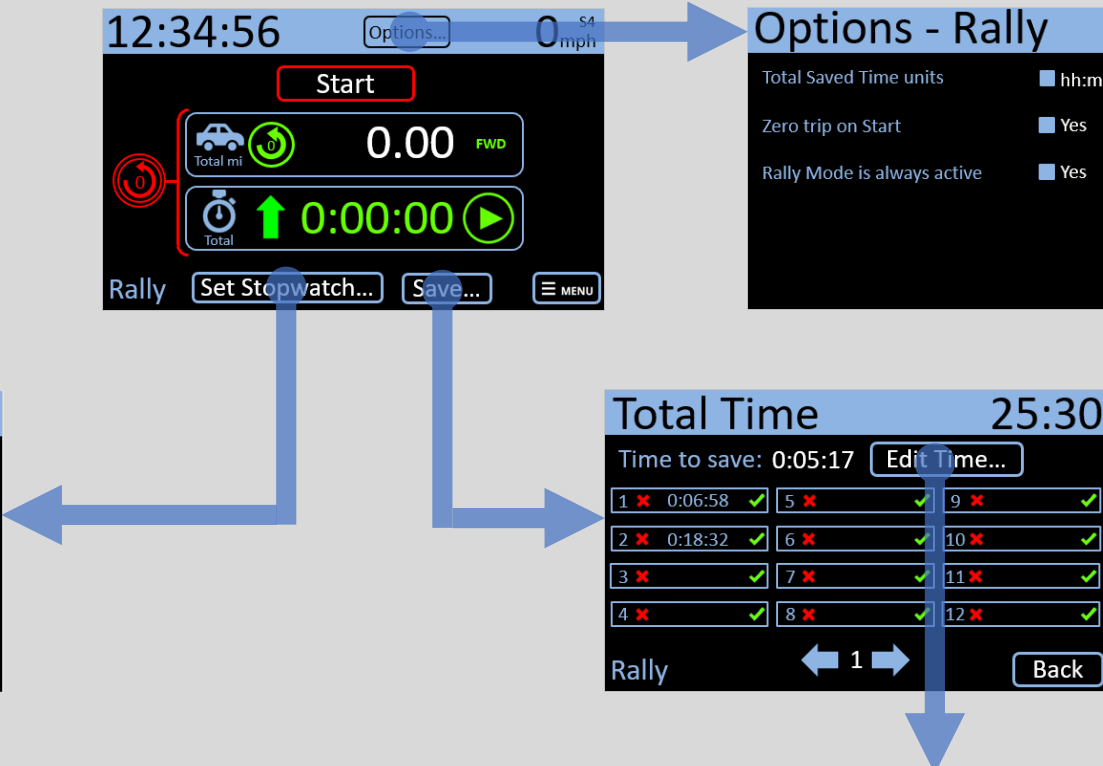 12:34:56 Options... 0 mph S4
Start
Total mi 0 0.00 FWD
0
Total 0:00:00
Rally Set Stopwatch... Save... ☰ MENU
Options - Rally
Total Saved Time units hh:m
Zero trip on Start Yes
Rally Mode is always active Yes
Total Time 25:30
Time to save: 0:05:17 Edit Time...
1 0:06:58 5 9
2 0:18:32 6 10
3 7 11
4 8 12
Rally 1 Back